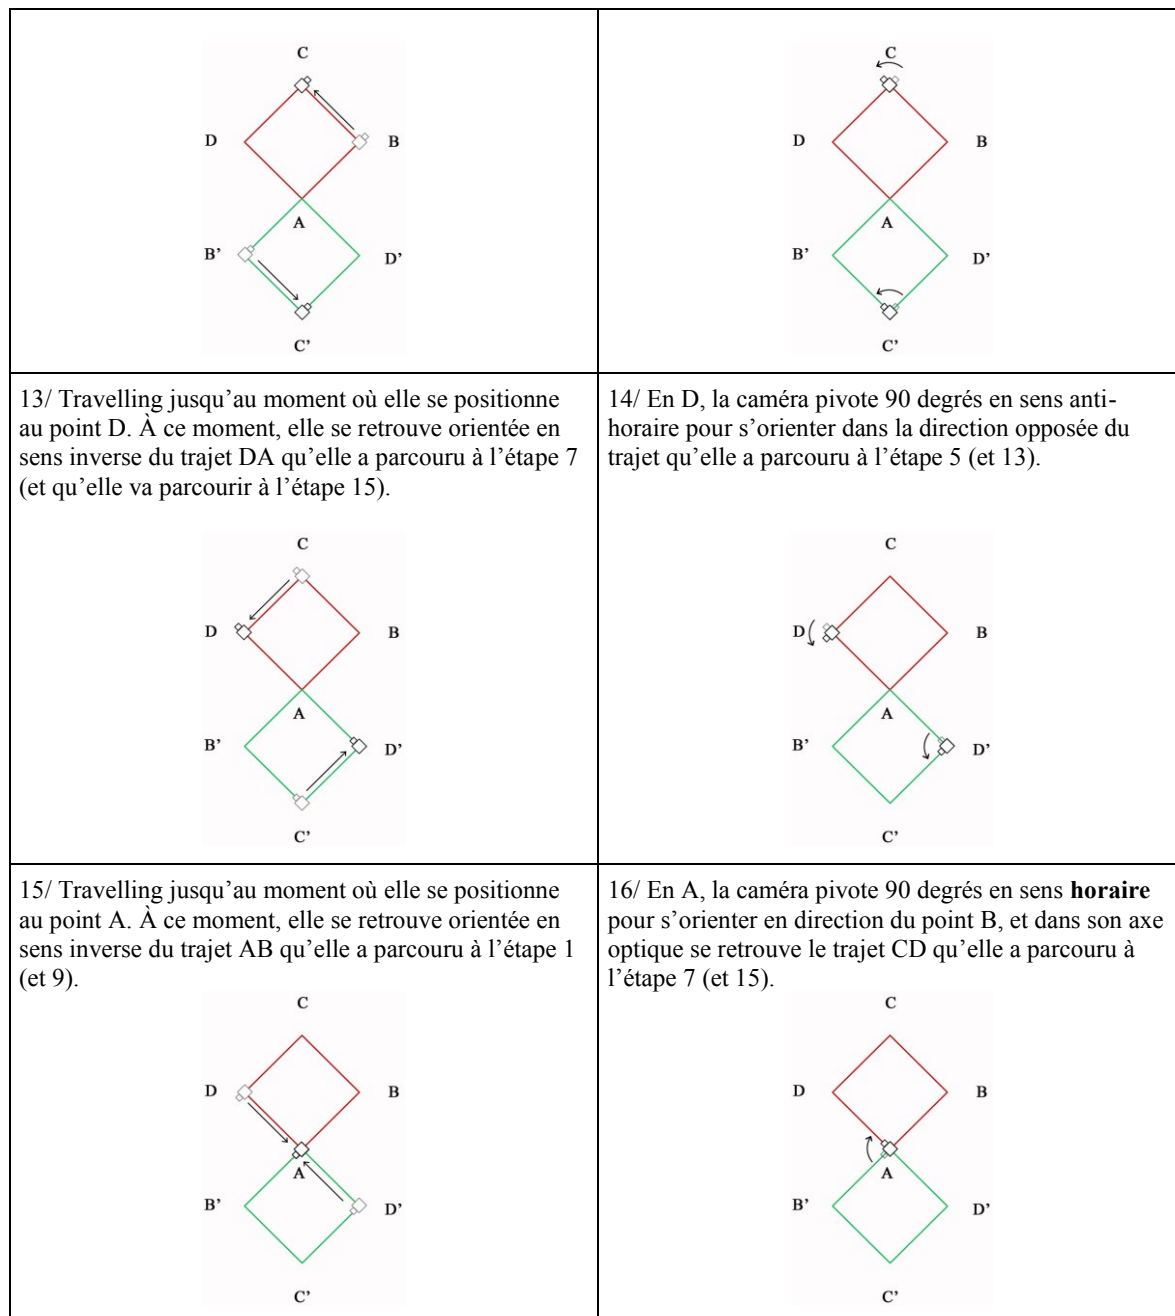 C
D
B
A
B’
D’
C’
C
D
B
A
B’
D’
C’
13/ Travelling jusqu’au moment où elle se positionne
au point D. À ce moment, elle se retrouve orientée en
sens inverse du trajet DA qu’elle a parcouru à l’étape 7
(et qu’elle va parcourir à l’étape 15).
C
D
B
A
B’
D’
C’
14/ En D, la caméra pivote 90 degrés en sens anti-
horaire pour s’orienter dans la direction opposée du
trajet qu’elle a parcouru à l’étape 5 (et 13).
C
D
B
A
B’
D’
C’
15/ Travelling jusqu’au moment où elle se positionne
au point A. À ce moment, elle se retrouve orientée en
sens inverse du trajet AB qu’elle a parcouru à l’étape 1
(et 9).
C
D
B
A
B’
D’
C’
16/ En A, la caméra pivote 90 degrés en sens horaire
pour s’orienter en direction du point B, et dans son axe
optique se retrouve le trajet CD qu’elle a parcouru à
l’étape 7 (et 15).
C
D
B
A
B’
D’
C’